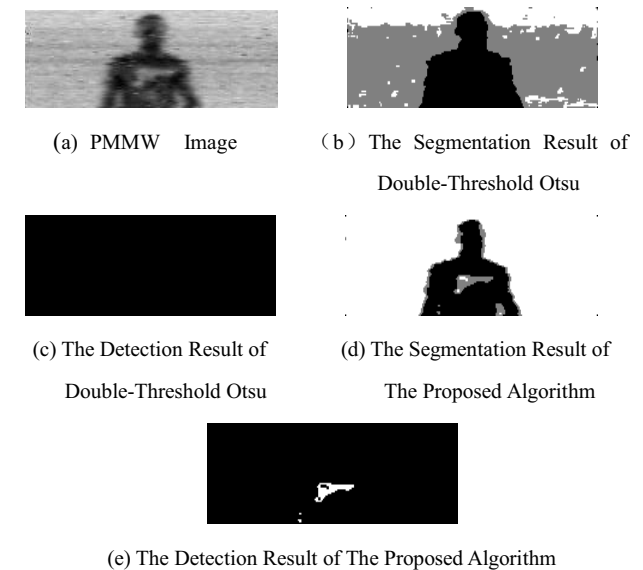 (a) PMMW Image
（b）The Segmentation Result of
Double-Threshold Otsu
(c) The Detection Result of
Double-Threshold Otsu
(d) The Segmentation Result of
The Proposed Algorithm
(e) The Detection Result of The Proposed Algorithm